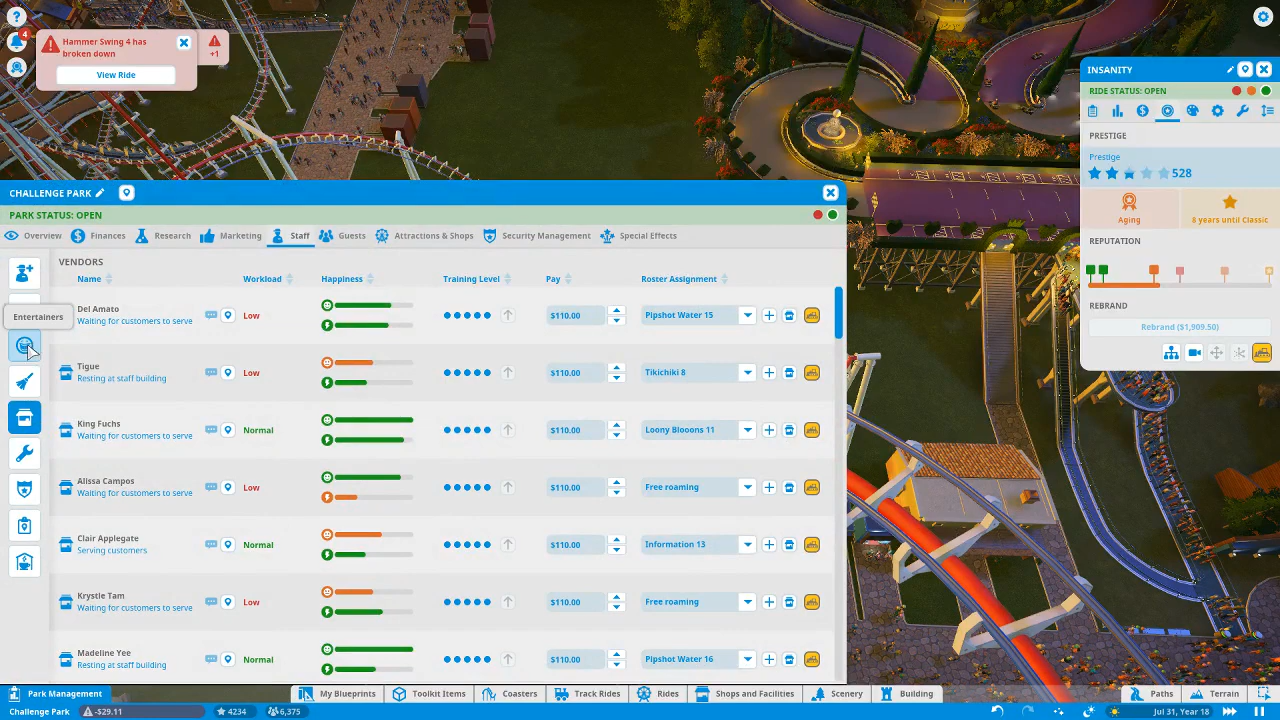 4
Hammer Swing 4 has
broken down
View Ride
+1
INSANITY
RIDE STATUS: OPEN
PRESTIGE
Prestige
528
Aging
8 years until Classic
REPUTATION
REBRAND
Rebrand ($1,909.50)
CHALLENGE PARK
PARK STATUS: OPEN
Overview Finances Research Marketing Staff Guests Attractions & Shops Security Management Special Effects
VENDORS
Name Workload Happiness Training Level Pay Roster Assignment
Entertainers
Del Amato
Waiting for customers to serve
Low $110.00 Pipshot Water 15
Tigue
Resting at staff building
Low $110.00 Tikichiki 8
King Fuchs
Waiting for customers to serve
Normal $110.00 Loony Blooons 11
Alissa Campos
Waiting for customers to serve
Low $110.00 Free roaming
Clair Applegate
Serving customers
Normal $110.00 Information 13
Krystle Tam
Waiting for customers to serve
Low $110.00 Free roaming
Madeline Yee
Resting at staff building
Normal $110.00 Pipshot Water 16
Park Management My Blueprints Toolkit Items Coasters Track Rides Rides Shops and Facilities Scenery Building Paths Terrain
Challenge Park -$29.11 4234 6,375 Jul 31, Year 18